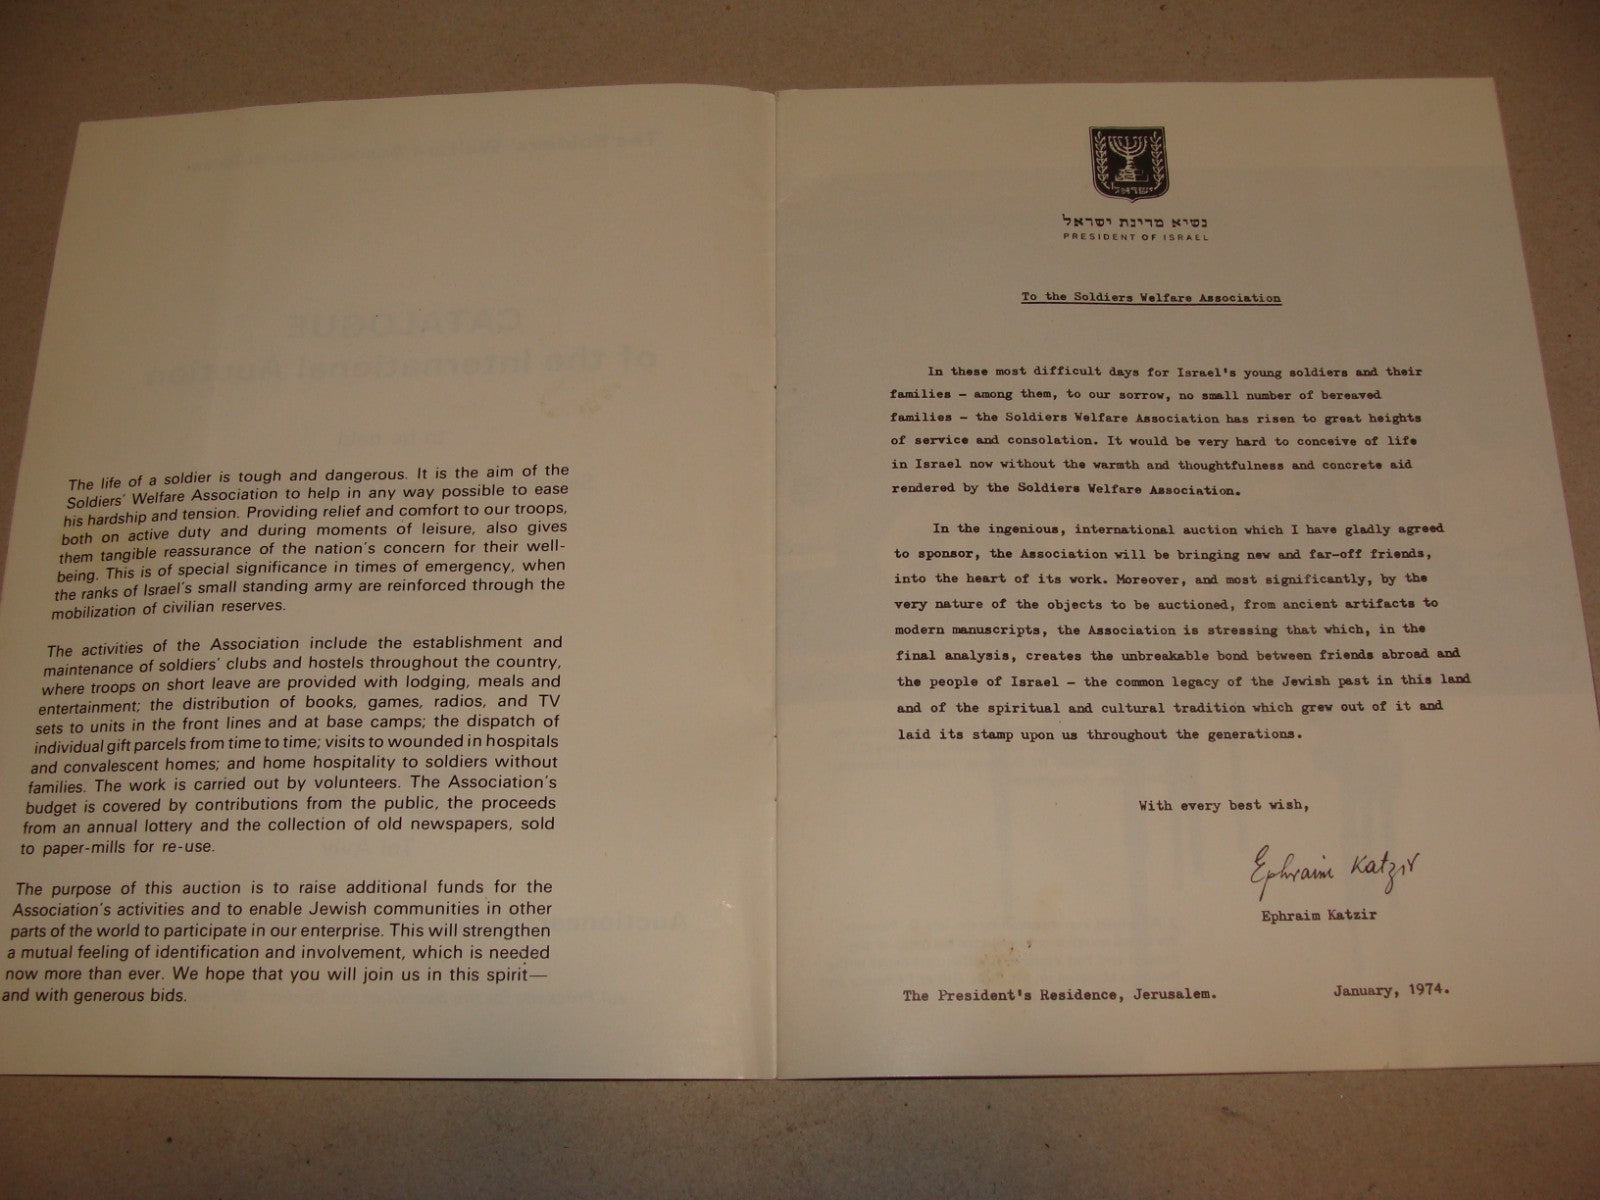 The life of a soldier is tough and dangerous. It is the aim of the
Soldiers' Welfare Association to help in any way possible to ease
his hardship and tension. Providing relief and comfort to our troops,
both on active duty and during moments of leisure, also gives
them tangible reassurance of the nation's concern for their well-
being. This is of special significance in times of emergency, when
the ranks of Israel's small standing army are reinforced through the
mobilization of civilian reserves.
The activities of the Association include the establishment and
maintenance of soldiers' clubs and hostels throughout the country,
where troops on short leave are provided with lodging, meals and
entertainment; the distribution of books, games, radios, and TV
sets to units in the front lines and at base camps; the dispatch of
individual gift parcels from time to time; visits to wounded in hospitals
and convalescent homes; and home hospitality to soldiers without
families. The work is carried out by volunteers. The Association's
budget is covered by contributions from the public, the proceeds
from an annual lottery and the collection of old newspapers, sold
to paper-mills for re-use.
The purpose of this auction is to raise additional funds for the
Association's activities and to enable Jewish communities in other
parts of the world to participate in our enterprise. This will strengthen
a mutual feeling of identification and involvement, which is needed
now more than ever. We hope that you will join us in this spirit—
and with generous bids.
ישראל
נשיא מדינת ישראל
PRESIDENT OF ISRAEL
To the Soldiers Welfare Association
In these most difficult days for Israel's young soldiers and their
families - among them, to our sorrow, no small number of bereaved
families - the Soldiers Welfare Association has risen to great heights
of service and consolation. It would be very hard to conceive of life
in Israel now without the warmth and thoughtfulness and concrete aid
rendered by the Soldiers Welfare Association.
In the ingenious, international auction which I have gladly agreed
to sponsor, the Association will be bringing new and far-off friends,
into the heart of its work. Moreover, and most significantly, by the
very nature of the objects to be auctioned, from ancient artifacts to
modern manuscripts, the Association is stressing that which, in the
final analysis, creates the unbreakable bond between friends abroad and
the people of Israel - the common legacy of the Jewish past in this land
and of the spiritual and cultural tradition which grew out of it and
laid its stamp upon us throughout the generations.
With every best wish,
Ephraim Katzir
Ephraim Katzir
The President's Residence, Jerusalem. January, 1974.
CATALOGUE
of the International Auction